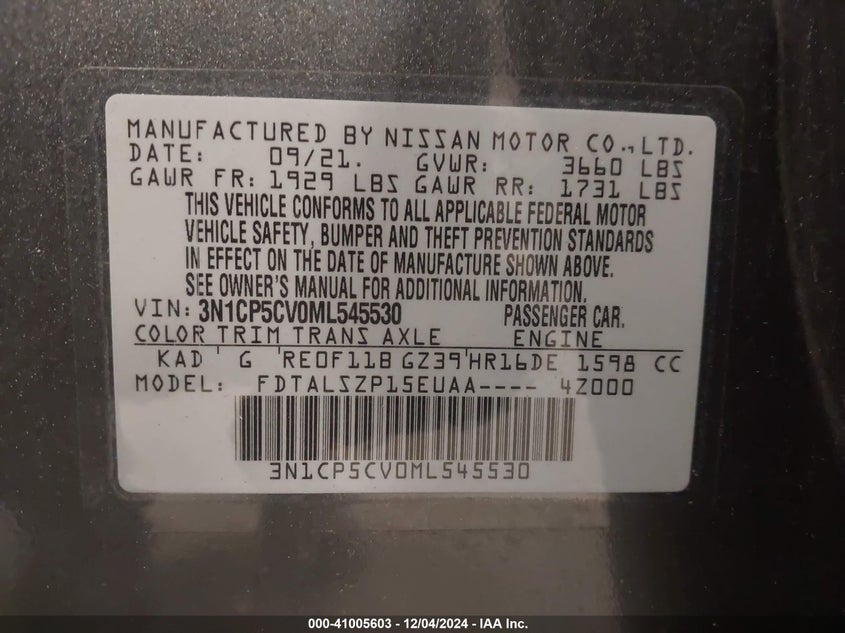 MANUFACTURED BY NISSAN MOTOR CO., LTD.
DATE: 09/21. GVWR: 3660 LBS
GAWR FR: 1929 LBS GAWR RR: 1731 LBS
THIS VEHICLE CONFORMS TO ALL APPLICABLE FEDERAL MOTOR
VEHICLE SAFETY, BUMPER AND THEFT PREVENTION STANDARDS
IN EFFECT ON THE DATE OF MANUFACTURE SHOWN ABOVE.
SEE OWNER'S MANUAL FOR ADDITIONAL INFORMATION.
VIN: 3N1CP5CV0ML545530 PASSENGER CAR.
COLOR TRIM TRANS AXLE ENGINE
KAD G RE0F11B GZ39 HR16DE 1598 CC
MODEL: FDTALSZP15EUAA---- 4Z000
3N1CP5CV0ML545530
000-41005603 - 12/04/2024 - IAA Inc.